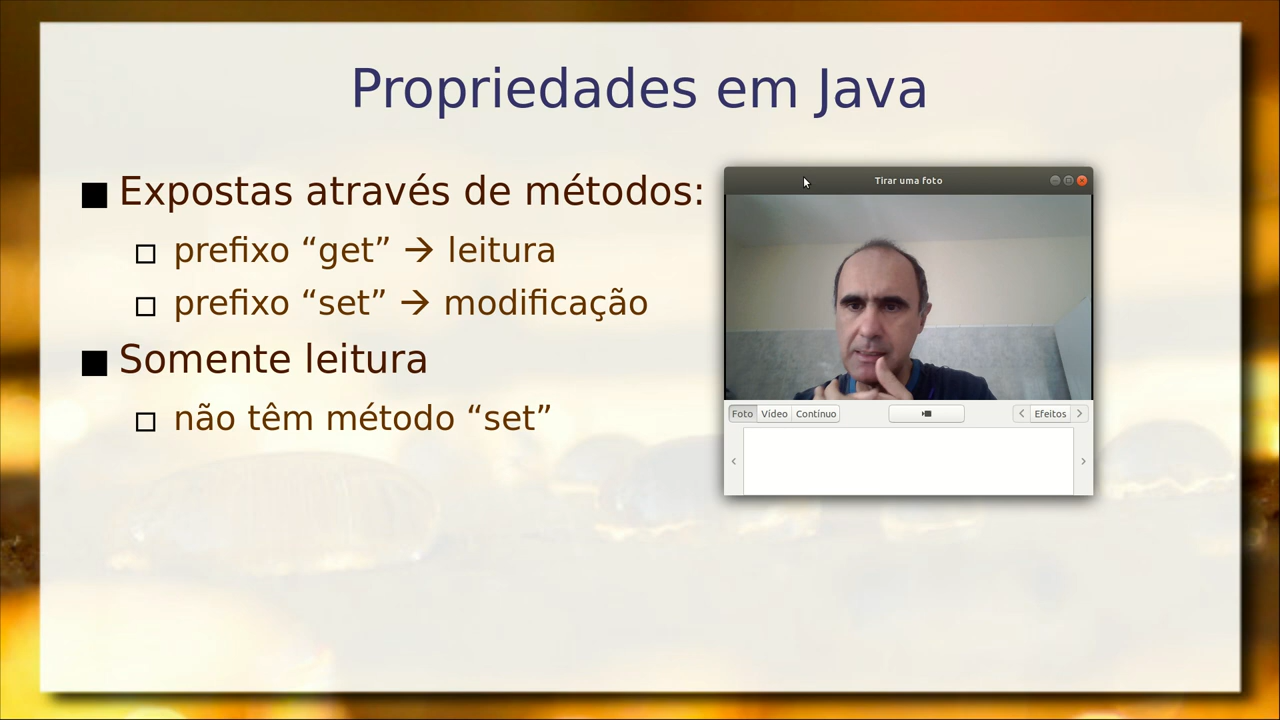 Propriedades em Java
Expostas através de métodos:
prefixo “get” → leitura
prefixo “set” → modificação
Somente leitura
não têm método “set”
Tirar uma foto
Foto Vídeo Contínuo Efeitos